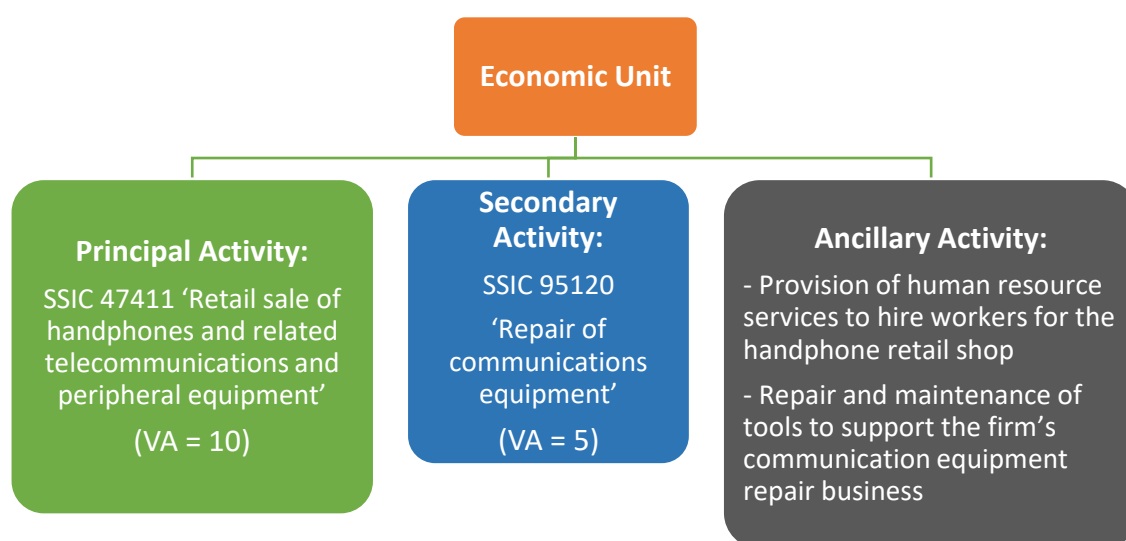 Economic Unit
Principal Activity:
SSIC 47411 ‘Retail sale of
handphones and related
telecommunications and
peripheral equipment’
(VA = 10)
Secondary
Activity:
SSIC 95120
‘Repair of
communications
equipment’
(VA = 5)
Ancillary Activity:
- Provision of human resource
services to hire workers for the
handphone retail shop
- Repair and maintenance of
tools to support the firm’s
communication equipment
repair business